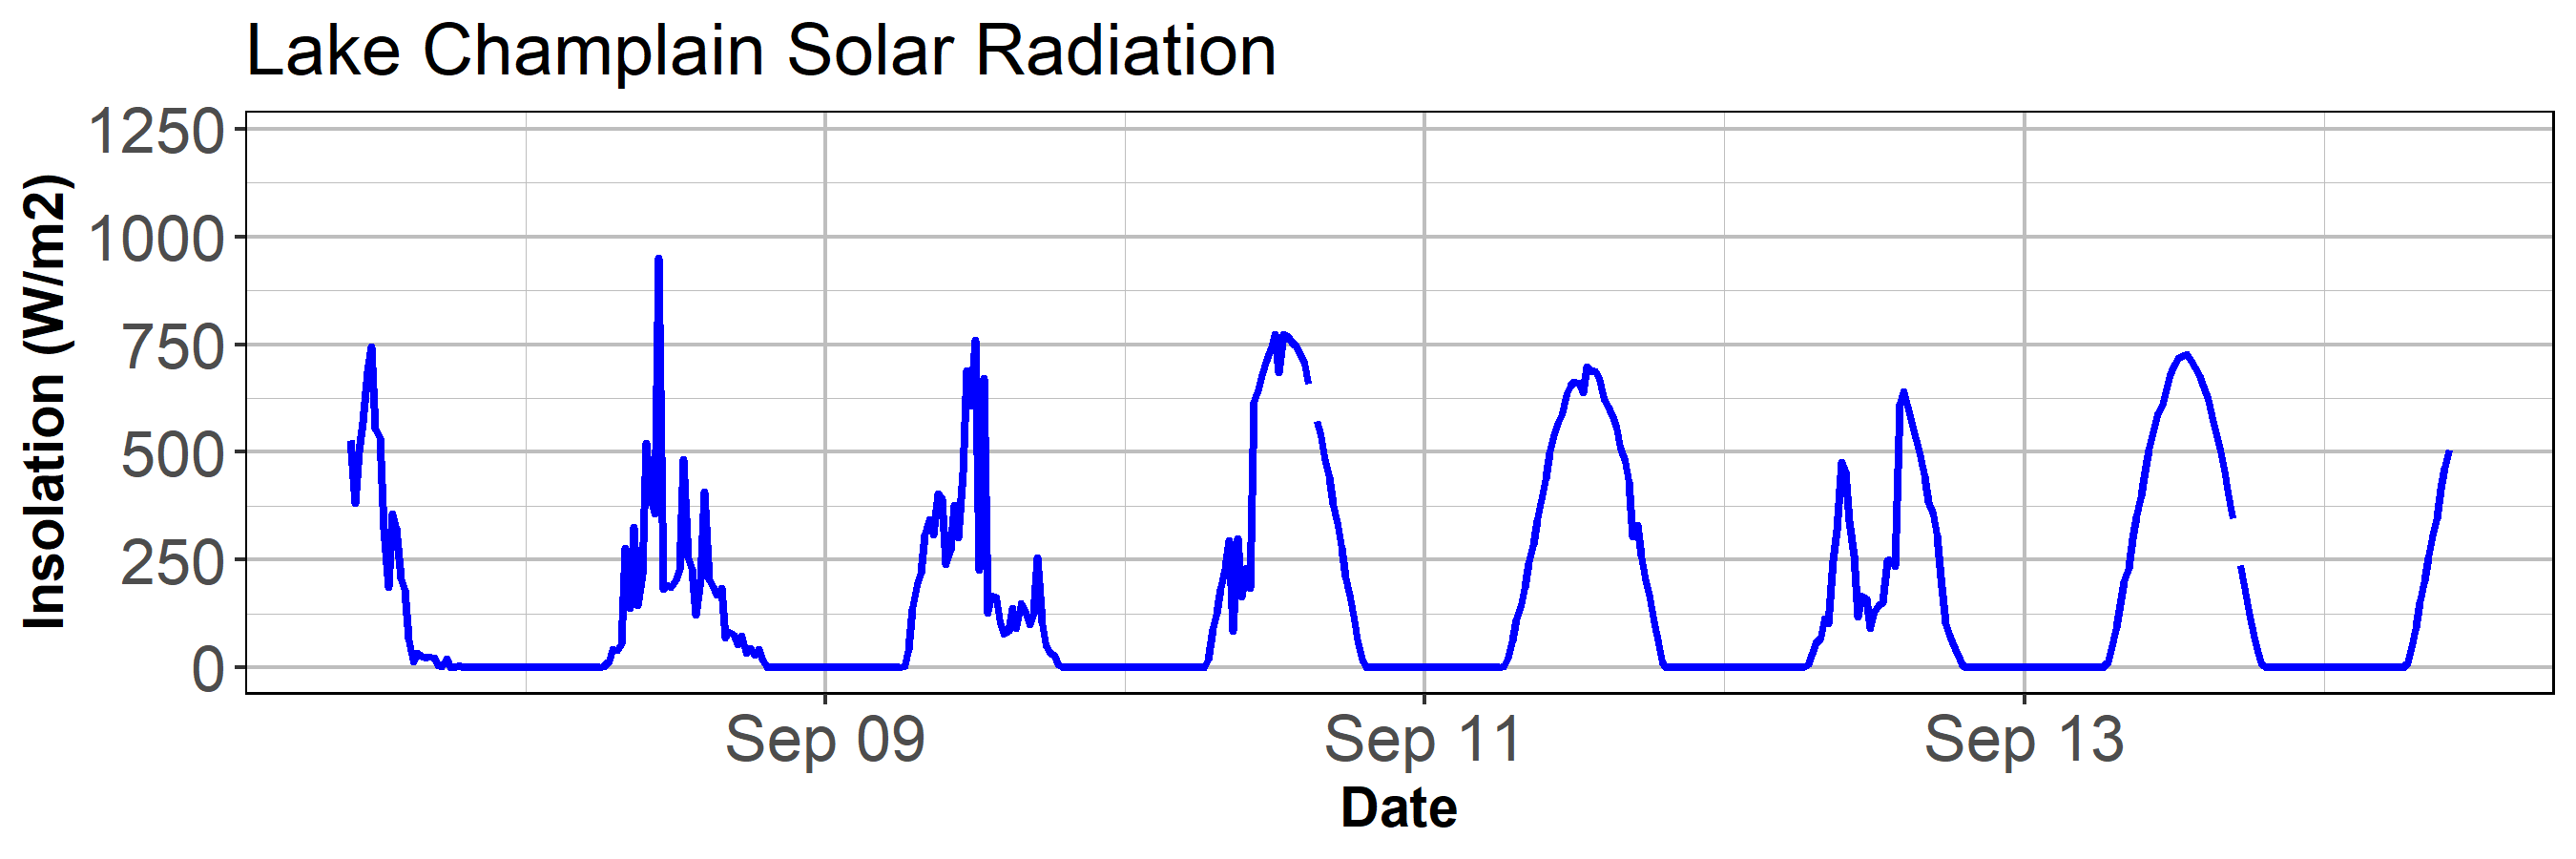 Lake Champlain Solar Radiation
Insolation (W/m2)
1250
1000
750
500
250
0
Sep 09
Sep 11
Sep 13
Date